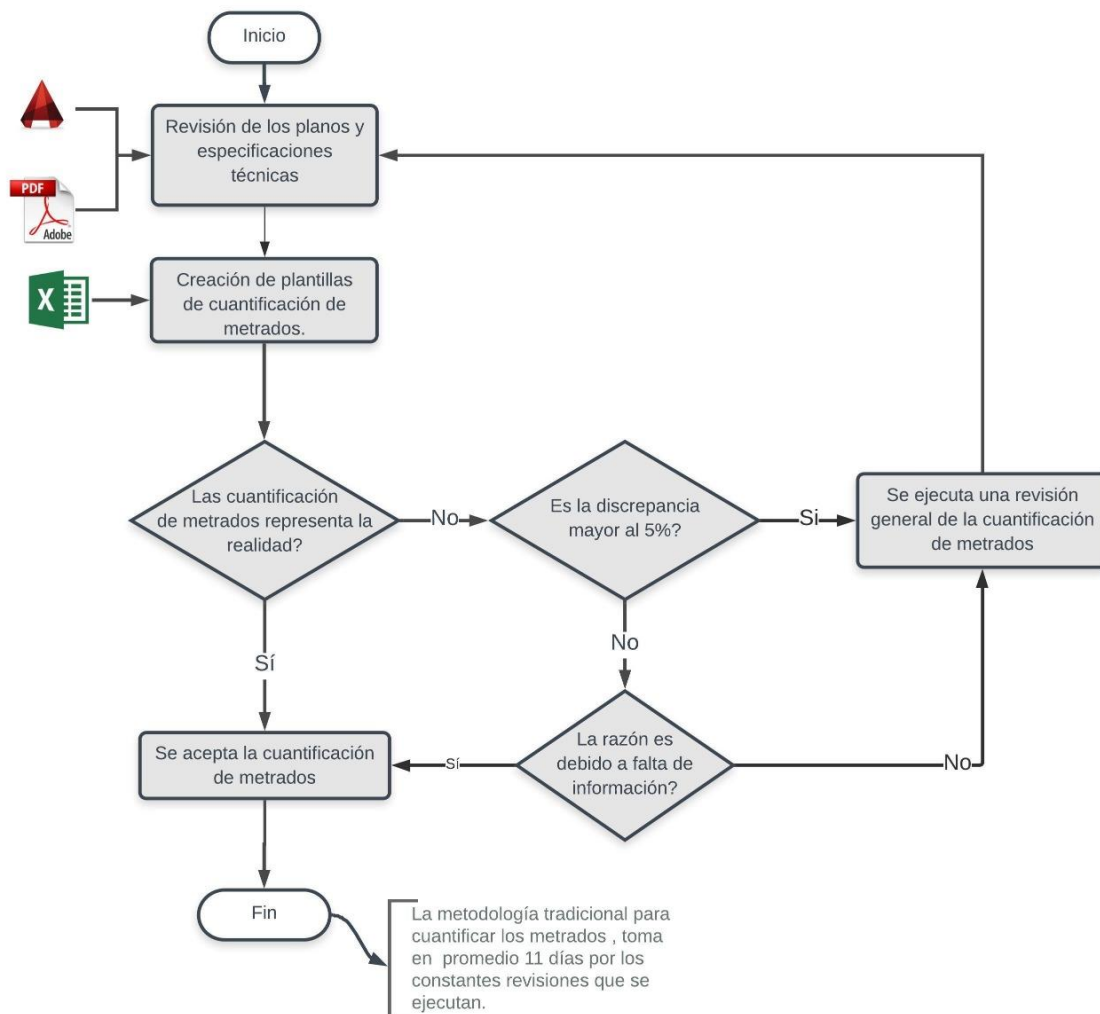 Inicio
Revisión de los planos y
especificaciones
técnicas
PDF
Adobe
Creación de plantillas
de cuantificación de
metrados.
X
Las cuantificación
de metrados representa la
realidad?
No
Es la discrepancia
mayor al 5%?
Si
Se ejecuta una revisión
general de la cuantificación
de metrados
No
Sí
La razón es
debido a falta de
información?
Sí
No
Se acepta la cuantificación
de metrados
Fin
La metodología tradicional para
cuantificar los metrados , toma
en promedio 11 días por los
constantes revisiones que se
ejecutan.